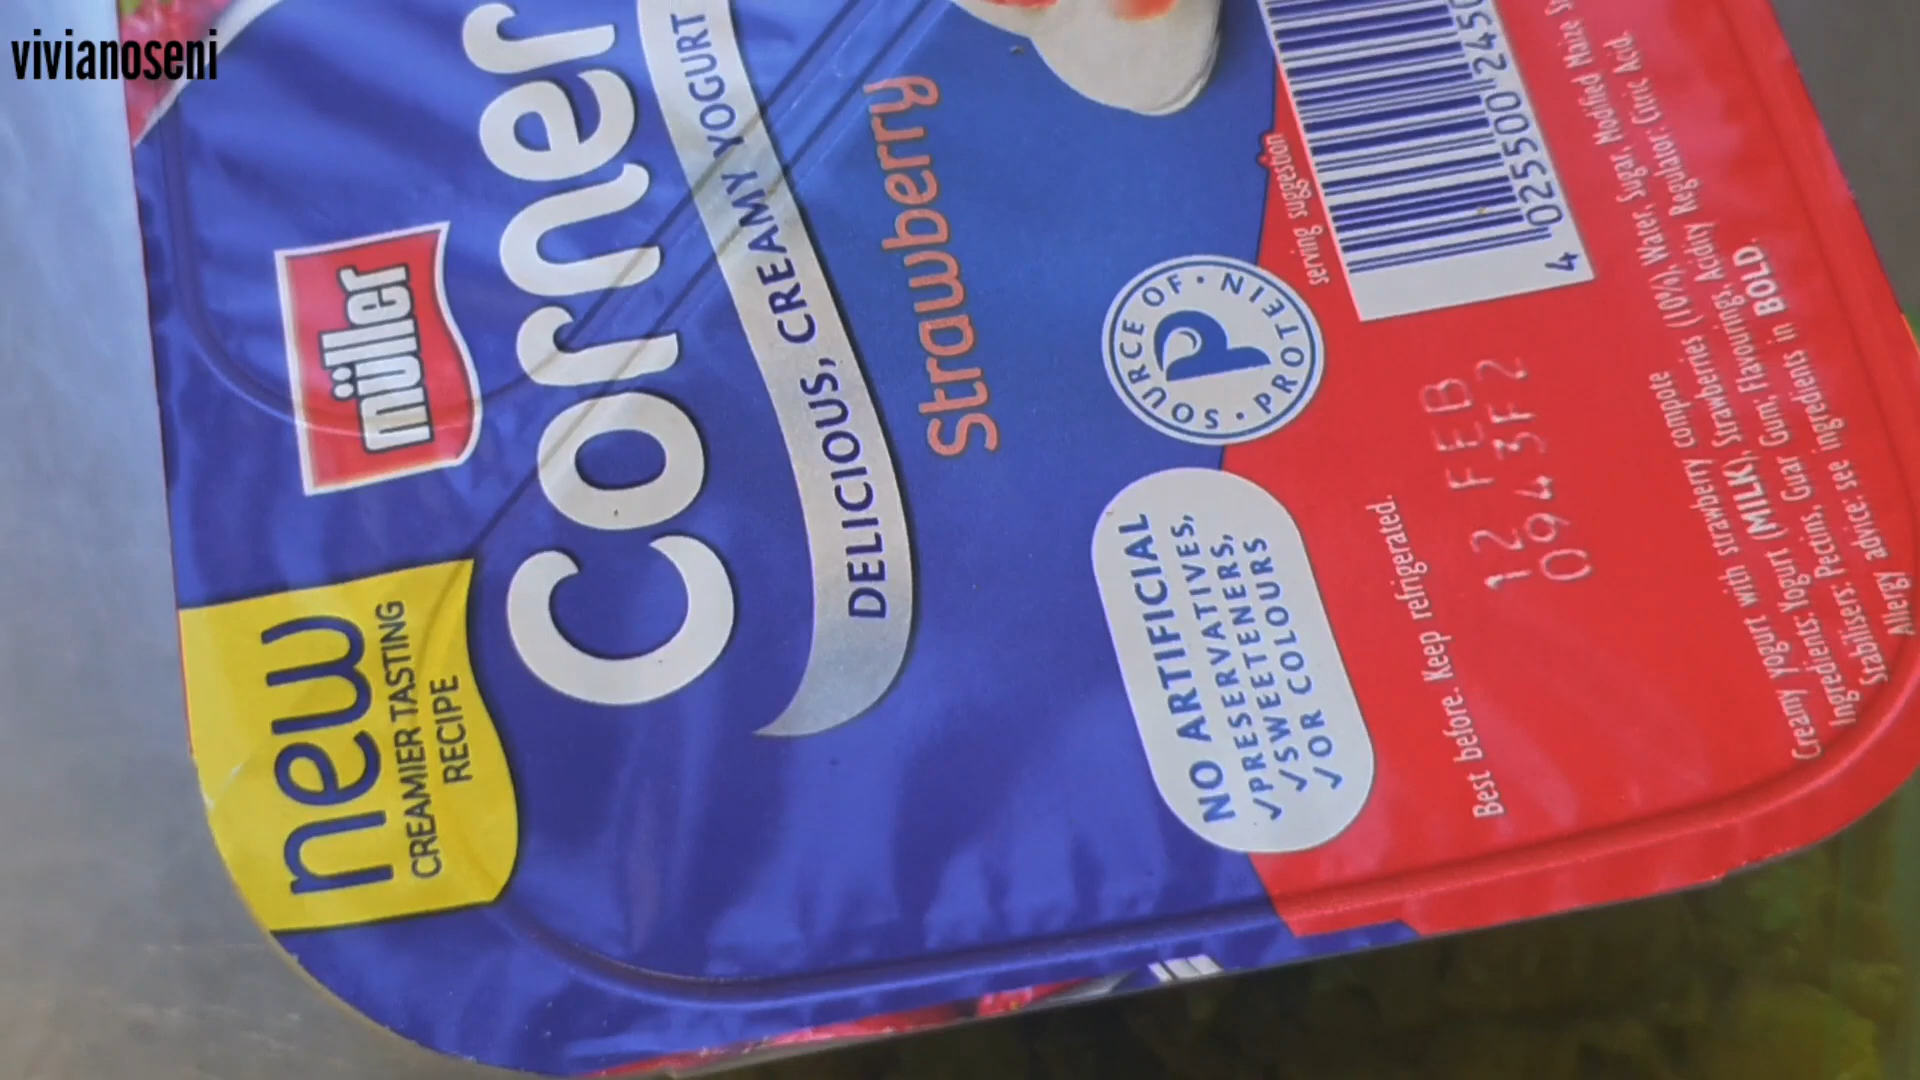 vivianoseni
new
CREAMIER TASTING
RECIPE
müller
Corner
DELICIOUS, CREAMY YOGURT
Strawberry
SOURCE OF • PROTEIN •
P
serving suggestion
NO ARTIFICIAL
✓PRESERVATIVES,
✓SWEETENERS,
✓OR COLOURS
Best before. Keep refrigerated.
12 FEB
0943F2
4 025500 2450
Creamy yogurt with strawberry compote
Ingredients: Yogurt (MILK), Strawberries (10%), Water, Sugar, Modified Maize
Stabilisers: Pectins, Guar Gum; Flavourings, Acidity Regulator: Citric Acid.
Allergy advice: see ingredients in BOLD.